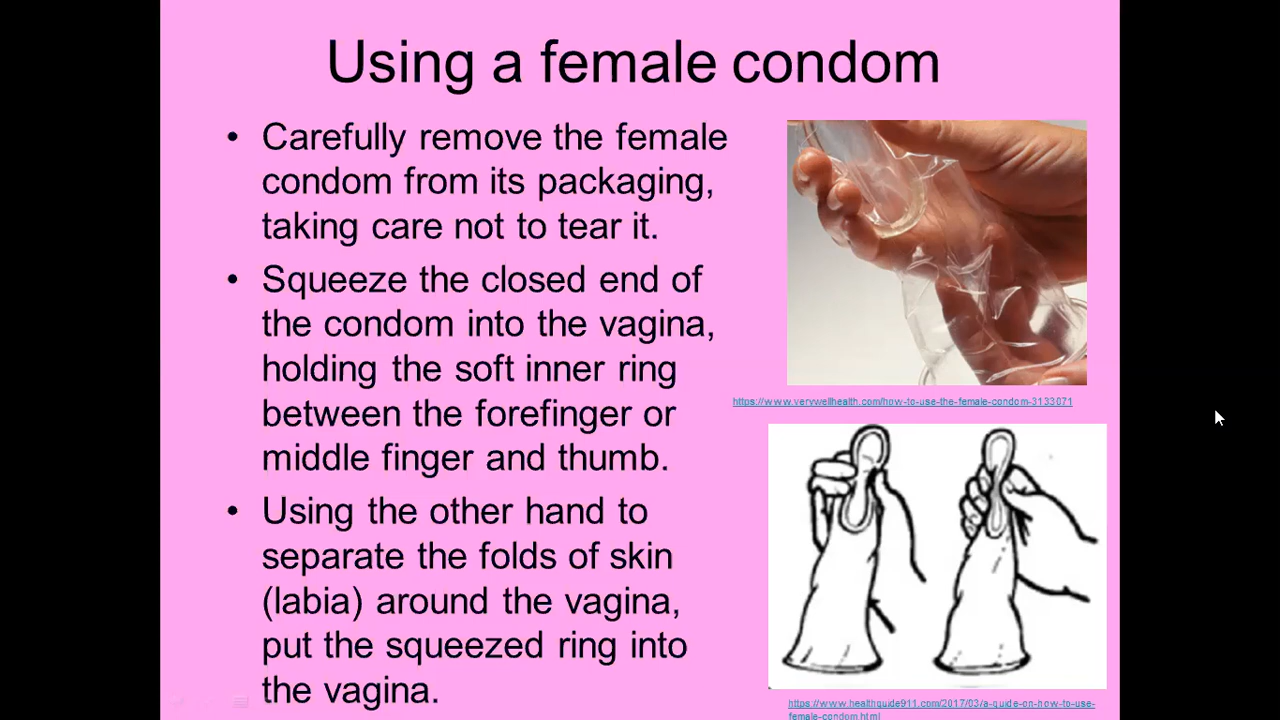 Using a female condom
• Carefully remove the female
condom from its packaging,
taking care not to tear it.
• Squeeze the closed end of
the condom into the vagina,
holding the soft inner ring
between the forefinger or
middle finger and thumb.
• Using the other hand to
separate the folds of skin
(labia) around the vagina,
put the squeezed ring into
the vagina.
https://www.verywellhealth.com/how-to-use-the-female-condom-3133071
https://www.healthguide911.com/2017/03/a-guide-on-how-to-use-
female-condom.html